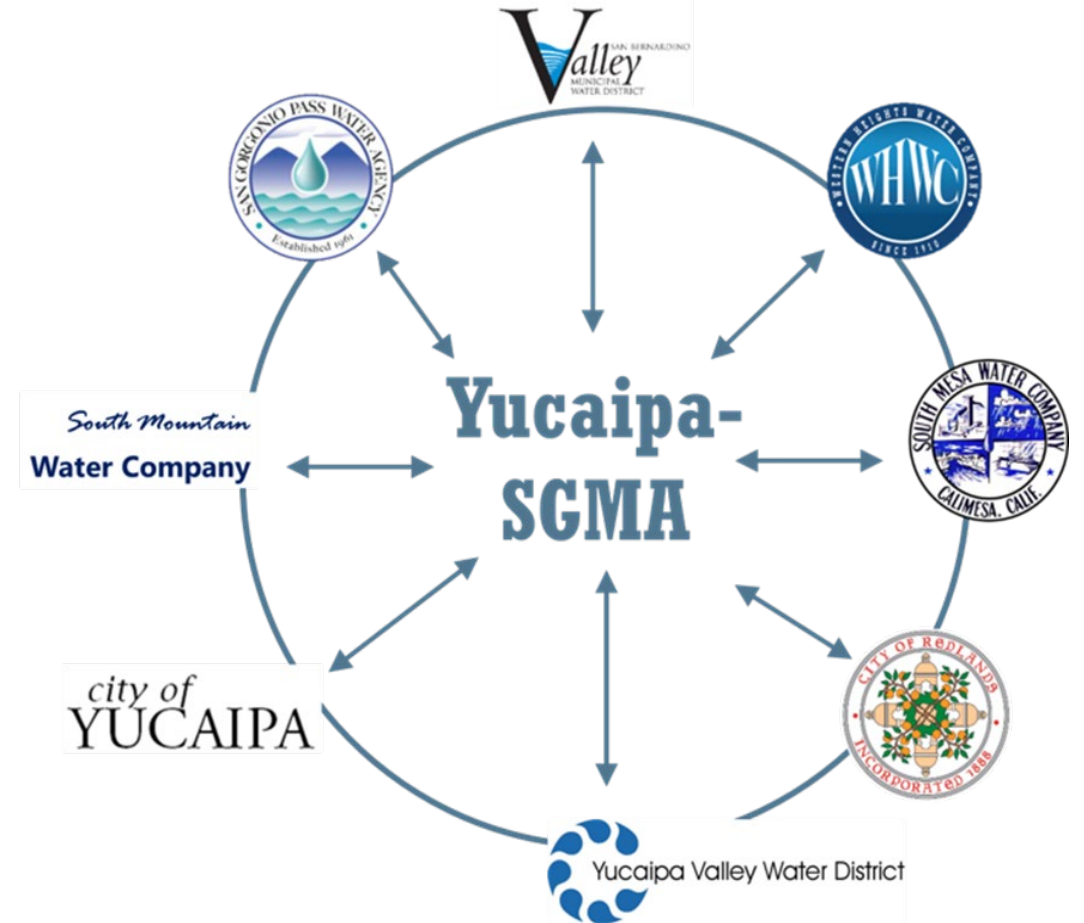 Valley
SAN BERNARDINO
MUNICIPAL
WATER DISTRICT
SAN GORGONIO PASS WATER AGENCY
Established 1961
WESTERN HEIGHTS WATER COMPANY
WHWC
SINCE 1910
Yucaipa-
SGMA
South Mountain
Water Company
SOUTH MESA WATER COMPANY
CALIMESA, CALIF.
city of
YUCAIPA
CITY OF REDLANDS
INCORPORATED 1888
Yucaipa Valley Water District